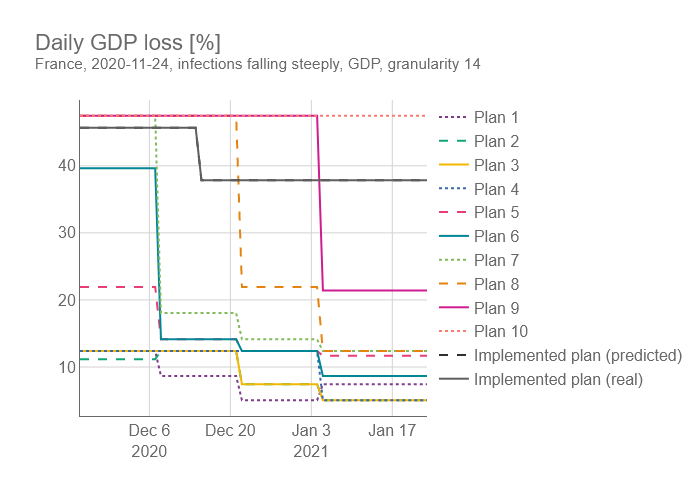 Daily GDP loss [%]
France, 2020-11-24, infections falling steeply, GDP, granularity 14
40
30
20
10
Dec 6
2020
Dec 20
Jan 3
2021
Jan 17
Plan 1
Plan 2
Plan 3
Plan 4
Plan 5
Plan 6
Plan 7
Plan 8
Plan 9
Plan 10
Implemented plan (predicted)
Implemented plan (real)